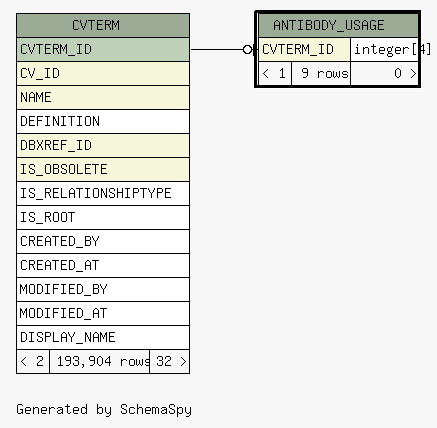 CVTERM
CVTERM_ID
CV_ID
NAME
DEFINITION
DBXREF_ID
IS_OBSOLETE
IS_RELATIONSHIPTYPE
IS_ROOT
CREATED_BY
CREATED_AT
MODIFIED_BY
MODIFIED_AT
DISPLAY_NAME
< 2 193,904 rows 32 >
ANTIBODY_USAGE
CVTERM_ID integer[4]
< 1 9 rows 0 >
Generated by SchemaSpy